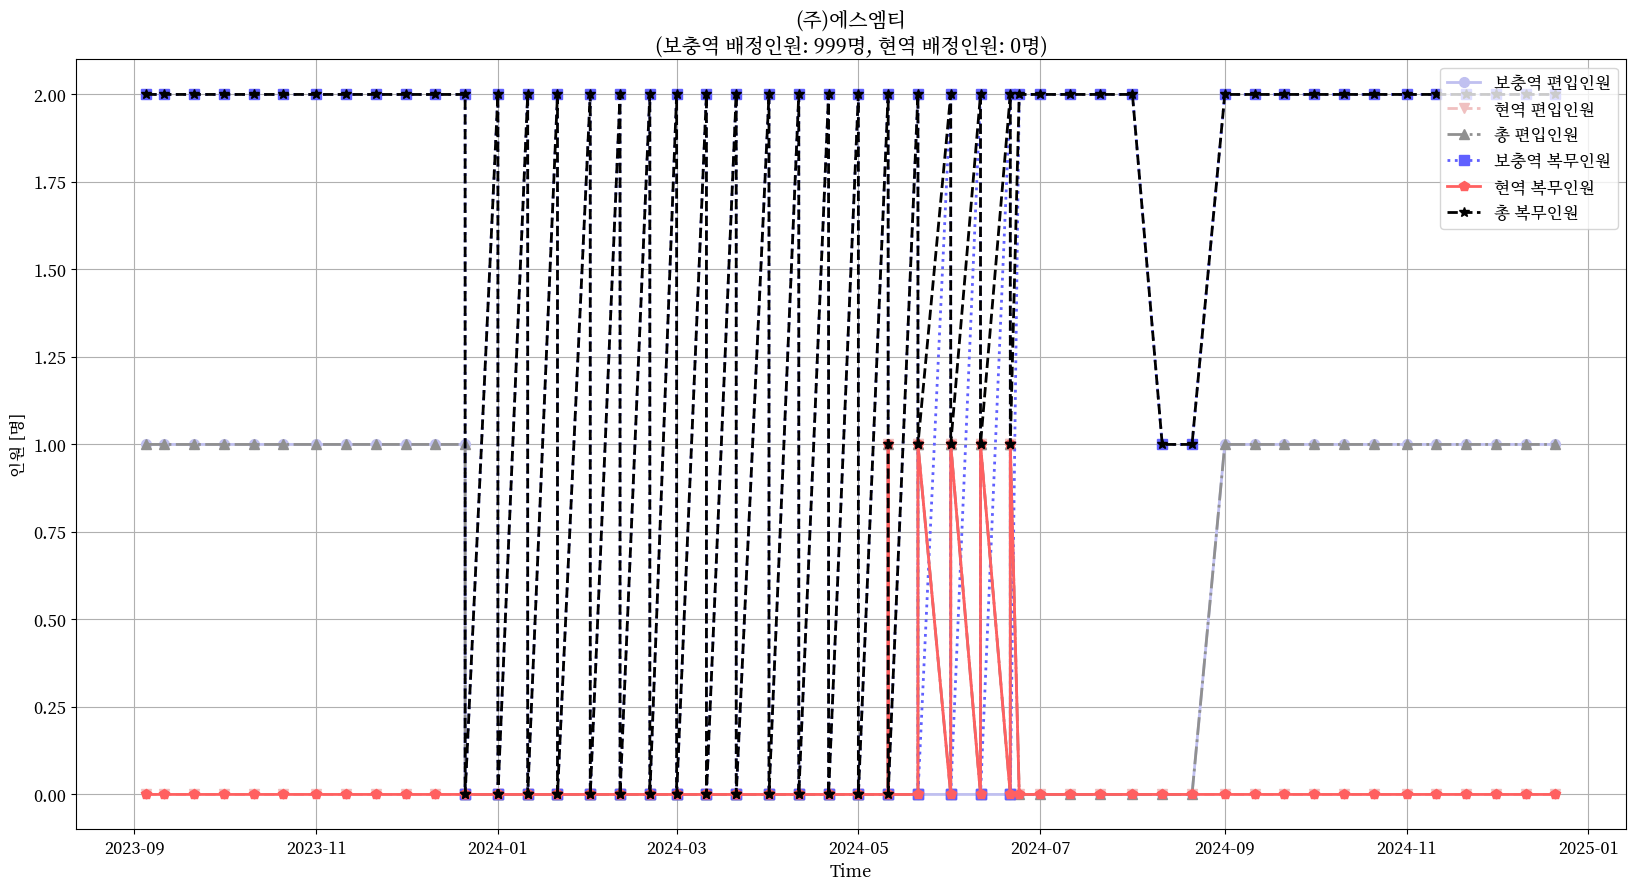 (주)에스엠티
(보충역 배정인원: 999명, 현역 배정인원: 0명)
2.00
1.75
1.50
1.25
1.00
0.75
0.50
0.25
0.00
인원 [명]
보충역 편입인원
현역 편입인원
총 편입인원
보충역 복무인원
현역 복무인원
총 복무인원
2023-09
2023-11
2024-01
2024-03
2024-05
2024-07
2024-09
2024-11
2025-01
Time